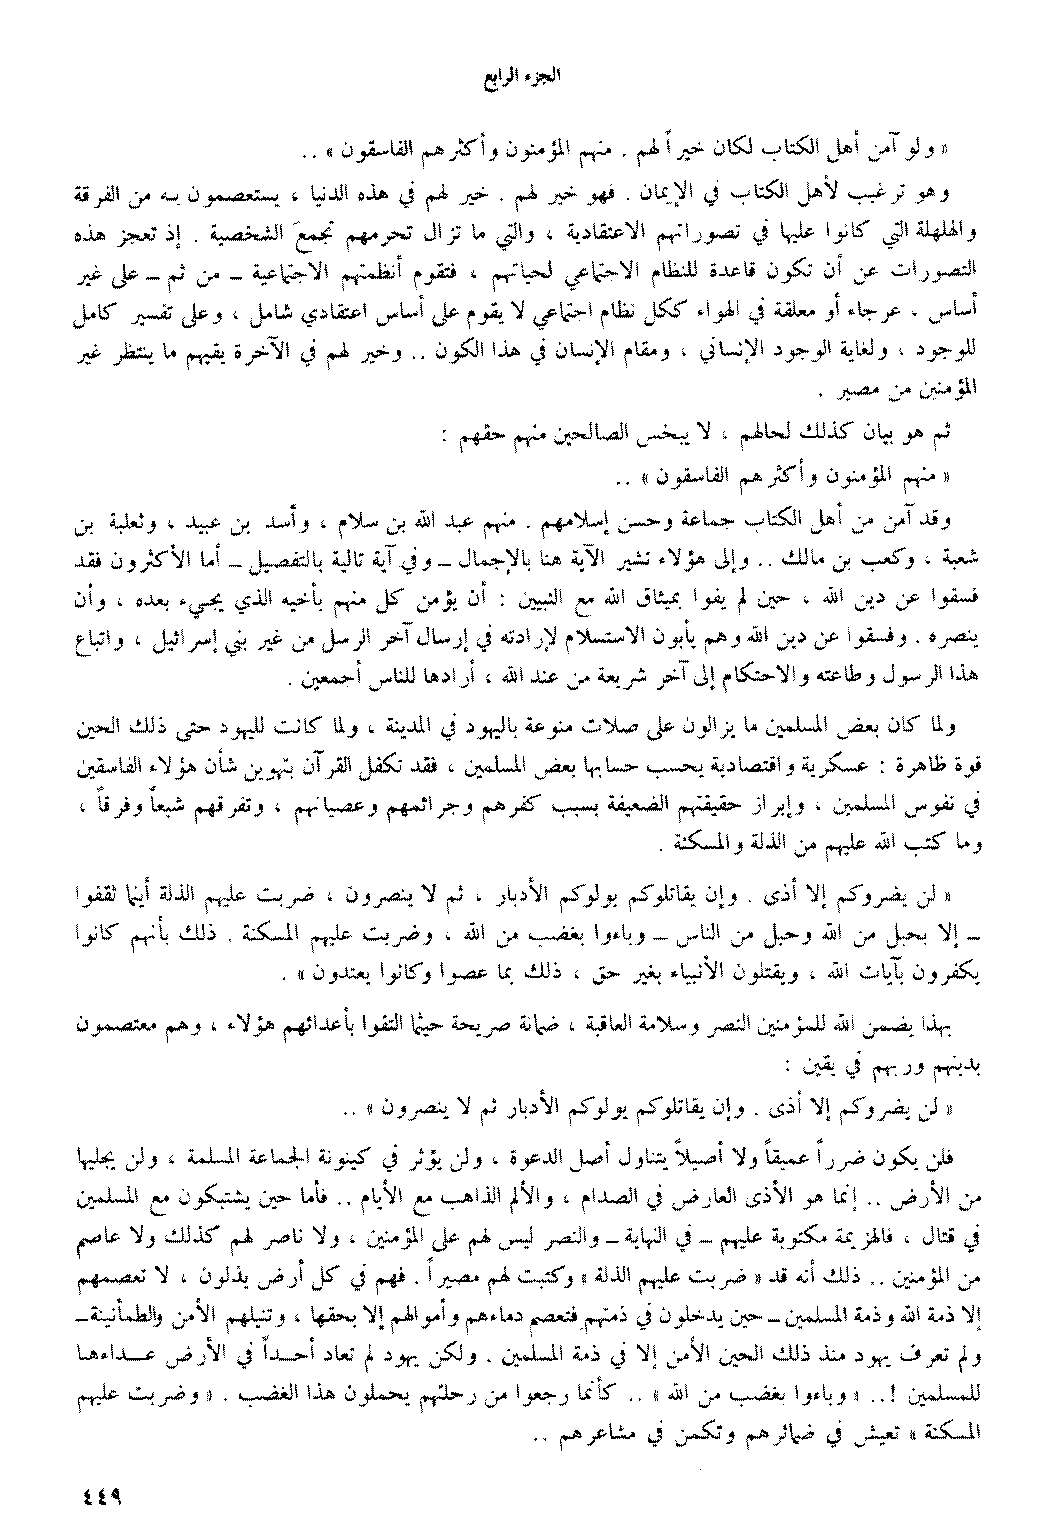 الجزء الرابع
« ولو آمن أهل الكتاب لكان خيراً لهم . منهم المؤمنون وأكثرهم الفاسقون » ..
وهو ترغيب لأهل الكتاب في الإيمان . فهو خير لهم . خير لهم في هذه الدنيا ، يستعصمون بـه من الفرقة
والهلهلة التي كانوا عليها في تصوراتهم الاعتقادية ، والتي ما تزال تحرمهم تجمعَ الشخصية . إذ تعجز هذه
التصورات عن أن تكون قاعدة للنظام الاجتماعي لحياتهم ، فتقوم أنظمتهم الاجتماعية – من ثم – على غير
أساس ، عرجاء أو معلقة في الهواء ككل نظام اجتماعي لا يقوم على أساس اعتقادي شامل ، وعلى تفسير كامل
للوجود ، ولغاية الوجود الإنساني ، ومقام الإنسان في هذا الكون .. وخير لهم في الآخرة يقيهم ما ينتظر غير
المؤمنين من مصير .
ثم هو بيان كذلك لحالهم ، لا يبخس الصالحين منهم حقهم :
« منهم المؤمنون وأكثرهم الفاسقون » ..
وقد آمن من أهل الكتاب جماعة وحسن إسلامهم . منهم عبد الله بن سلام ، وأسد بن عبيد ، وثعلبة بن
شعبة ، وكعب بن مالك .. وإلى هؤلاء تشير الآية هنا بالإجمال – وفي آية تالية بالتفصيل – أما الأكثرون فقد
فسقوا عن دين الله ، حين لم يفوا بميثاق الله مع النبيين : أن يؤمن كل منهم بأخيه الذي يجيء بعده ، وأن
ينصره . وفسقوا عن دين الله وهم يأبون الاستسلام لإرادته في إرسال آخر الرسل من غير بني إسرائيل ، واتباع
هذا الرسول وطاعته والاحتكام إلى آخر شريعة من عند الله ، أرادها للناس أجمعين .
ولما كان بعض المسلمين ما يزالون على صلات منوعة باليهود في المدينة ، ولما كانت لليهود حتى ذلك الحين
قوة ظاهرة : عسكرية واقتصادية يحسب حسابها بعض المسلمين ، فقد تكفل القرآن بتهوين شأن هؤلاء الفاسقين
في نفوس المسلمين ، وإبراز حقيقتهم الضعيفة بسبب كفرهم وجرائمهم وعصيانهم ، وتفرقهم شيعاً وفرقاً ،
وما كتب الله عليهم من الذلة والمسكنة .
« لن يضروكم إلا أذى . وإن يقاتلوكم يولوكم الأدبار ، ثم لا ينصرون ، ضربت عليهم الذلة أينما ثقفوا
– إلا بحبل من الله وحبل من الناس – وباءوا بغضب من الله ، وضربت عليهم المسكنة . ذلك بأنهم كانوا
يكفرون بآيات الله ، ويقتلون الأنبياء بغير حق ، ذلك بما عصوا وكانوا يعتدون » .
بهذا يضمن الله للمؤمنين النصر وسلامة العاقبة ، ضمانة صريحة حيثما التقوا بأعدائهم هؤلاء ، وهم معتصمون
بدينهم وربهم في يقين :
« لن يضروكم إلا أذى . وإن يقاتلوكم يولوكم الأدبار ثم لا ينصرون » ..
فلن يكون ضرراً عميقاً ولا أصيلاً يتناول أصل الدعوة ، ولن يؤثر في كينونة الجماعة المسلمة ، ولن يجليها
من الأرض .. إنما هو الأذى العارض في الصدام ، والألم الذاهب مع الأيام .. فأما حين يشتبكون مع المسلمين
في قتال ، فالهزيمة مكتوبة عليهم – في النهاية – والنصر ليس لهم على المؤمنين ، ولا ناصر لهم كذلك ولا عاصم
من المؤمنين .. ذلك أنه قد « ضربت عليهم الذلة » وكتبت لهم مصيراً . فهم في كل أرض يذلون ، لا تعصمهم
إلا ذمة الله وذمة المسلمين – حين يدخلون في ذمتهم فتعصم دماءهم وأموالهم إلا بحقها ، وتنيلهم الأمن والطمأنينة –
ولم تعرف يهود منذ ذلك الحين الأمن إلا في ذمة المسلمين . ولكن يهود لم تعاد أحـداً في الأرض عـداءهـا
للمسلمين !.. « وباءوا بغضب من الله » .. كأنما رجعوا من رحلتهم يحملون هذا الغضب . « وضربت عليهم
المسكنة » تعيش في ضمائرهم وتكمن في مشاعرهم ..
٤٤٩